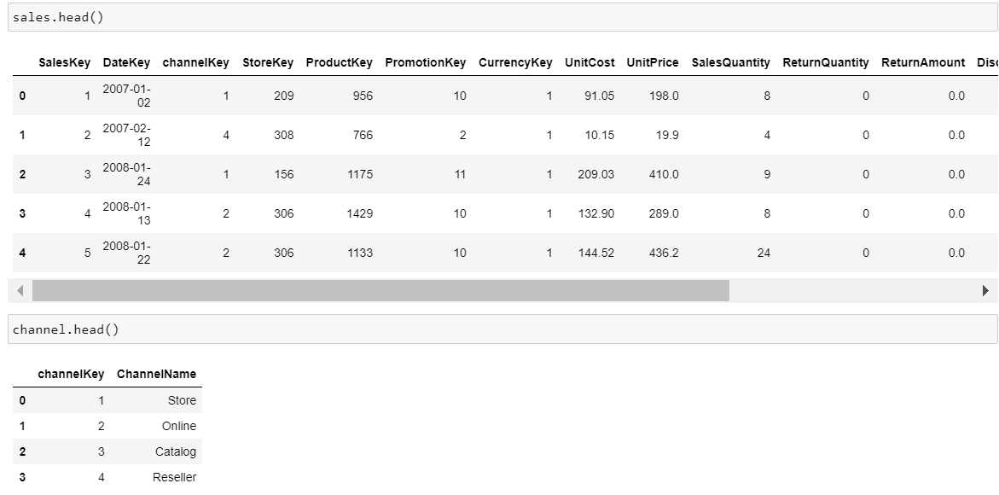 sales.head()
SalesKey DateKey channelKey StoreKey ProductKey PromotionKey CurrencyKey UnitCost UnitPrice SalesQuantity ReturnQuantity ReturnAmount Disc
0 1 2007-01-02 1 209 956 10 1 91.05 198.0 8 0 0.0
1 2 2007-02-12 4 308 766 2 1 10.15 19.9 4 0 0.0
2 3 2008-01-24 1 156 1175 11 1 209.03 410.0 9 0 0.0
3 4 2008-01-13 2 306 1429 10 1 132.90 289.0 8 0 0.0
4 5 2008-01-22 2 306 1133 10 1 144.52 436.2 24 0 0.0
channel.head()
channelKey ChannelName
0 1 Store
1 2 Online
2 3 Catalog
3 4 Reseller